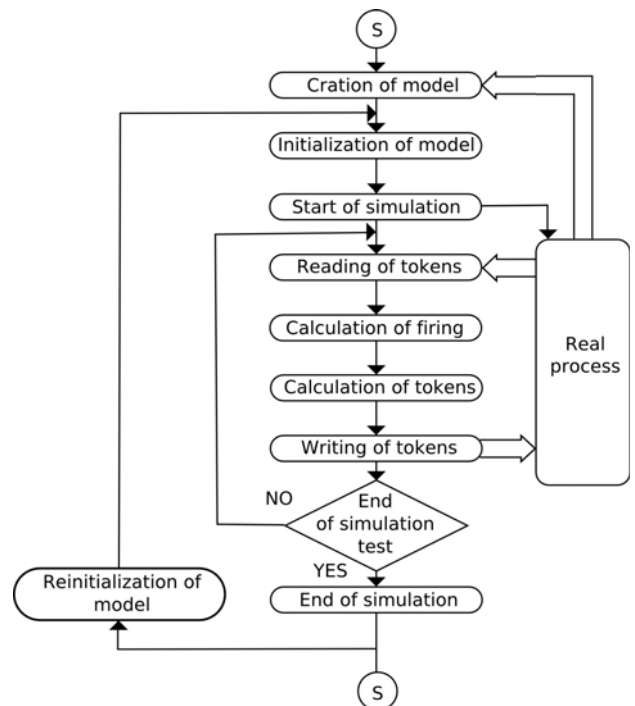 S
Cration of model
Initialization of model
Start of simulation
Reading of tokens
Calculation of firing
Real
process
Calculation of tokens
Writing of tokens
NO
End
of simulation
test
YES
Reinitialization of
model
End of simulation
S